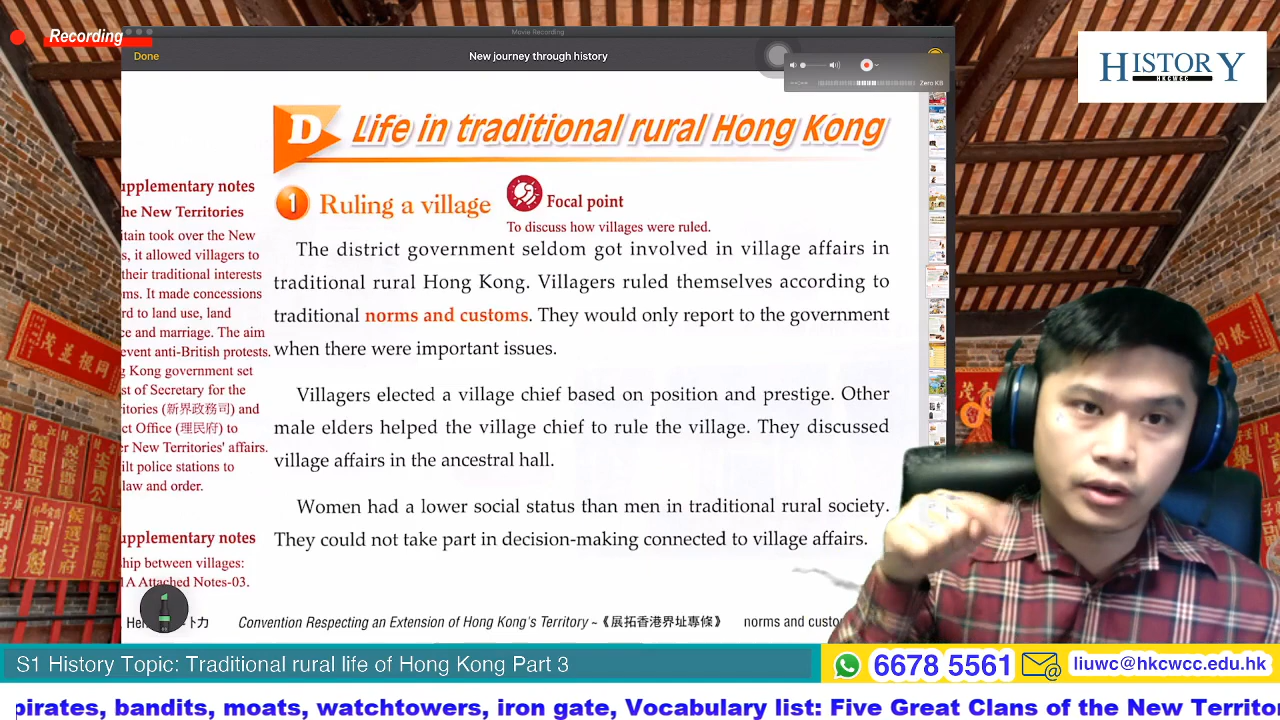 Recording
Movie Recording
Done
New journey through history
Zero KB
HISTORY
HKCWCC
D Life in traditional rural Hong Kong
1 Ruling a village
Focal point
To discuss how villages were ruled.
The district government seldom got involved in village affairs in
traditional rural Hong Kong. Villagers ruled themselves according to
traditional norms and customs. They would only report to the government
when there were important issues.
Villagers elected a village chief based on position and prestige. Other
male elders helped the village chief to rule the village. They discussed
village affairs in the ancestral hall.
Women had a lower social status than men in traditional rural society.
They could not take part in decision-making connected to village affairs.
upplementary notes
he New Territories
itain took over the New
s, it allowed villagers to
their traditional interests
oms. It made concessions
rd to land use, land
ce and marriage. The aim
event anti-British protests.
g Kong government set
st of Secretary for the
ritories (新界政務司) and
ct Office (理民府) to
r New Territories' affairs.
ilt police stations to
law and order.
upplementary notes
hip between villages:
1A Attached Notes-03.
Convention Respecting an Extension of Hong Kong's Territory ~《展拓香港界址專條》
norms and custo
S1 History Topic: Traditional rural life of Hong Kong Part 3
6678 5561
liuwc@hkcwcc.edu.hk
pirates, bandits, moats, watchtowers, iron gate, Vocabulary list: Five Great Clans of the New Territor